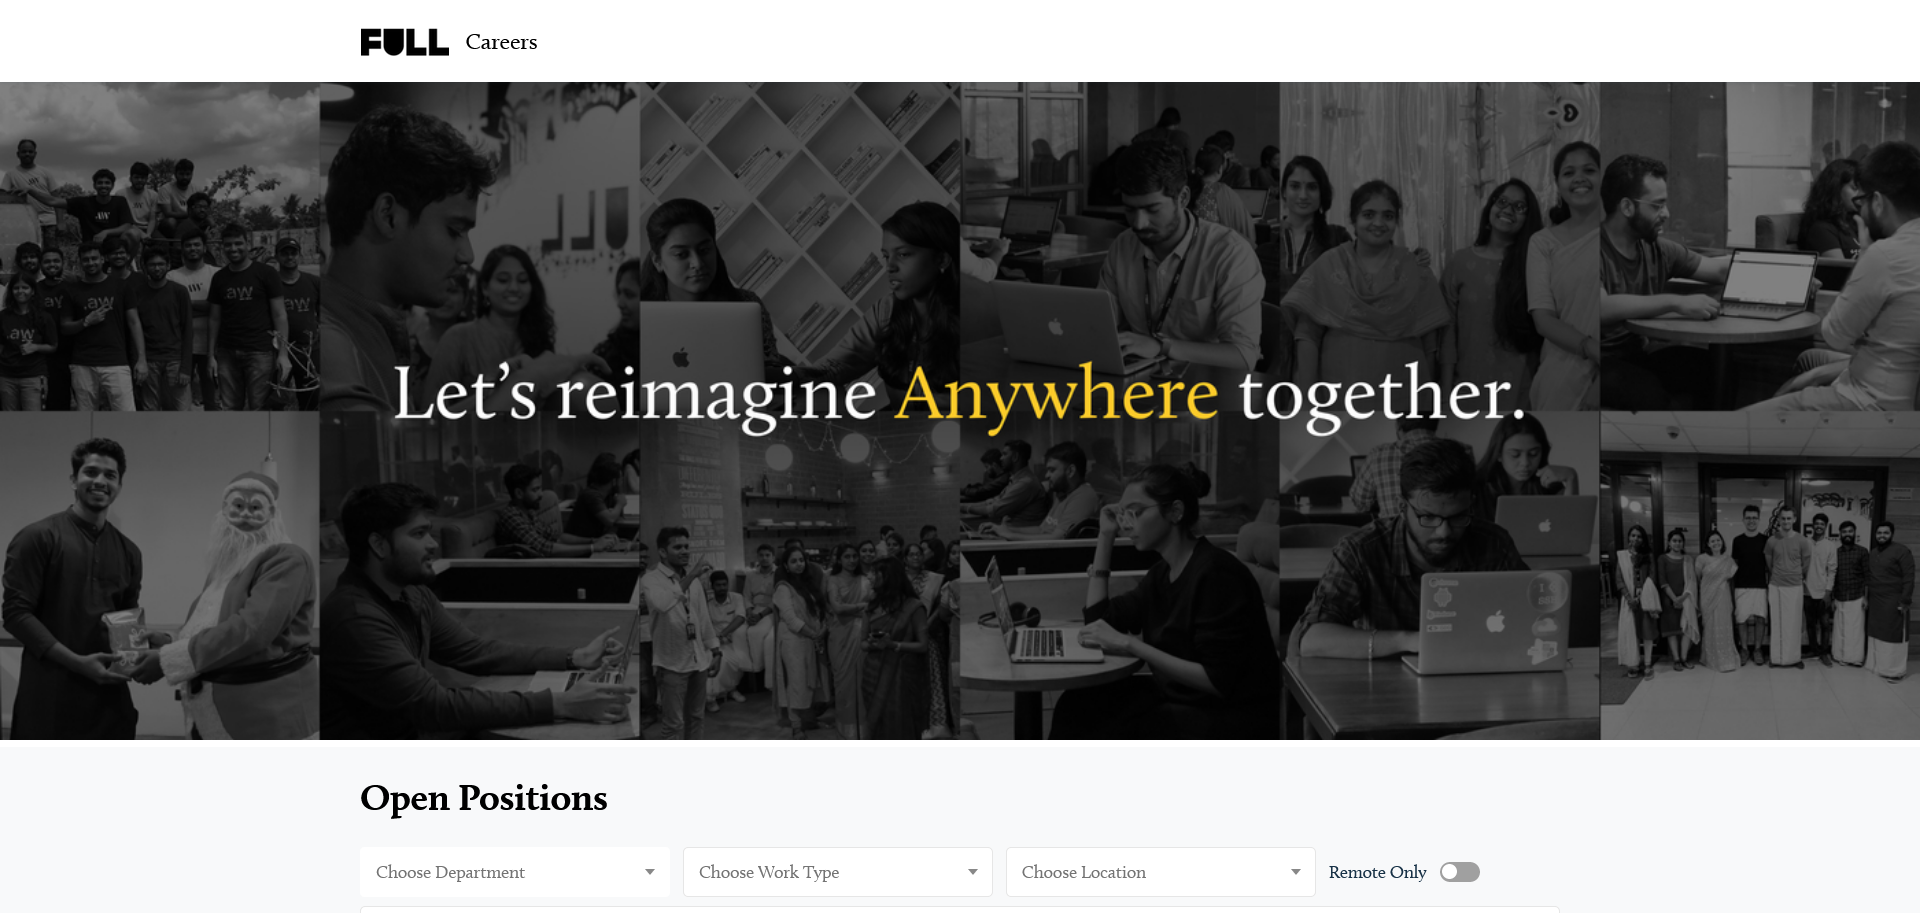 FULL Careers
Let's reimagine Anywhere together.
Open Positions
Choose Department
Choose Work Type
Choose Location
Remote Only